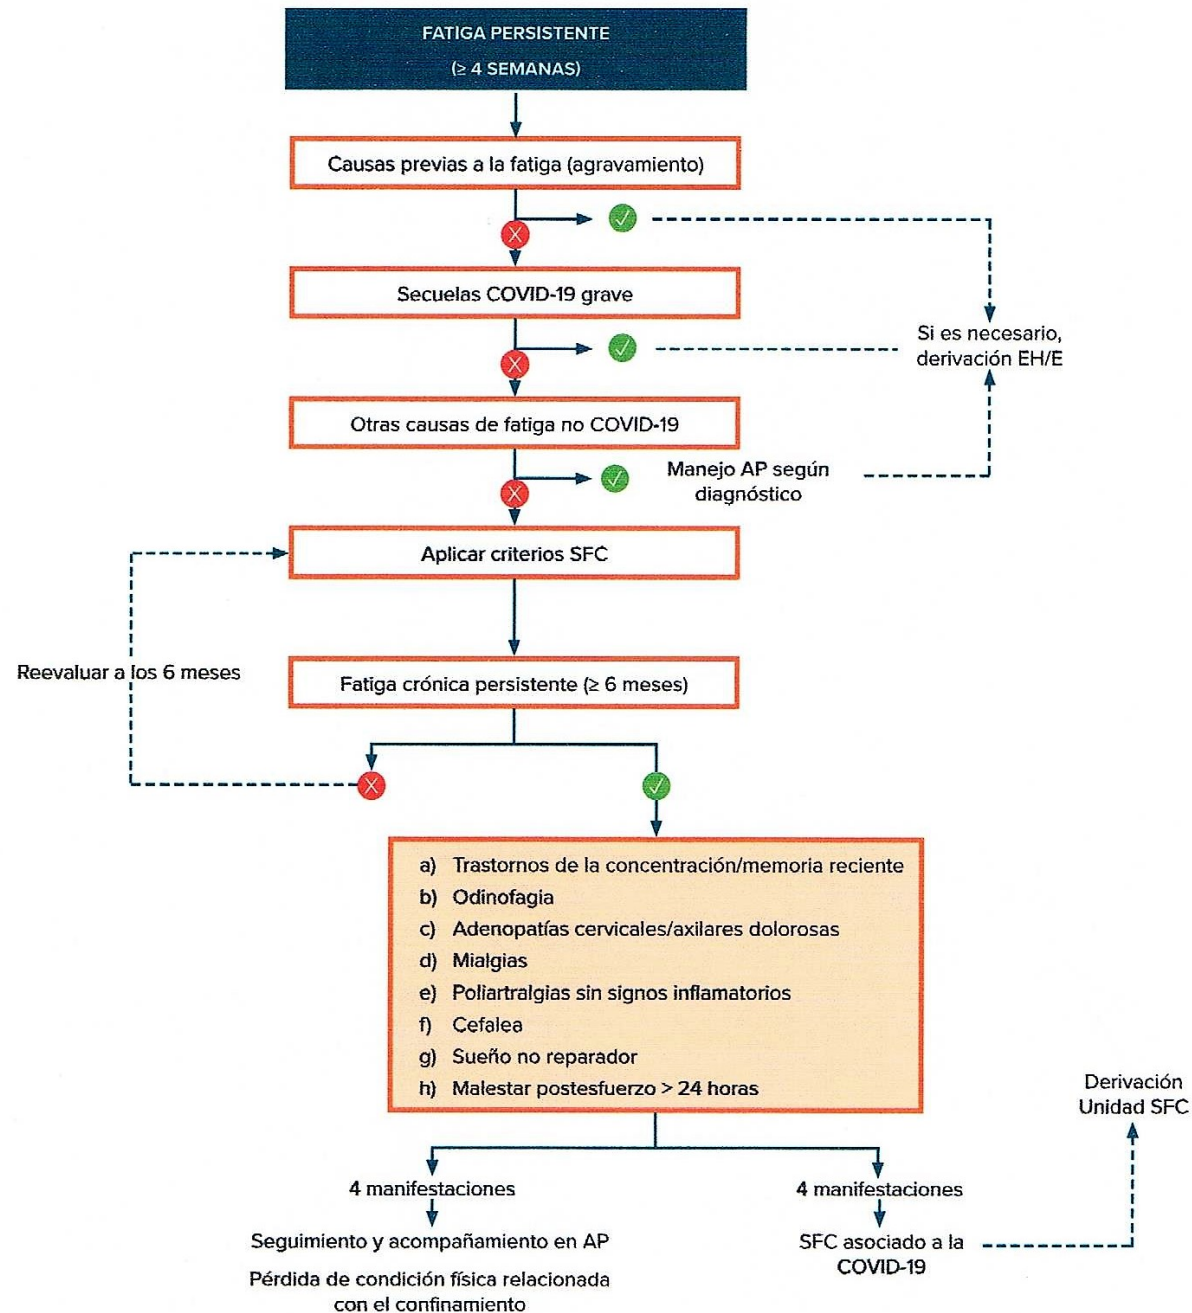 FATIGA PERSISTENTE
(≥ 4 SEMANAS)
Causas previas a la fatiga (agravamiento)
Secuelas COVID-19 grave
Si es necesario,
derivación EH/E
Otras causas de fatiga no COVID-19
Manejo AP según
diagnóstico
Aplicar criterios SFC
Reevaluar a los 6 meses
Fatiga crónica persistente (≥ 6 meses)
a) Trastornos de la concentración/memoria reciente
b) Odinofagia
c) Adenopatías cervicales/axilares dolorosas
d) Mialgias
e) Poliartralgias sin signos inflamatorios
f) Cefalea
g) Sueño no reparador
h) Malestar postesfuerzo > 24 horas
Derivación
Unidad SFC
4 manifestaciones
4 manifestaciones
Seguimiento y acompañamiento en AP
Pérdida de condición física relacionada
con el confinamiento
SFC asociado a la
COVID-19